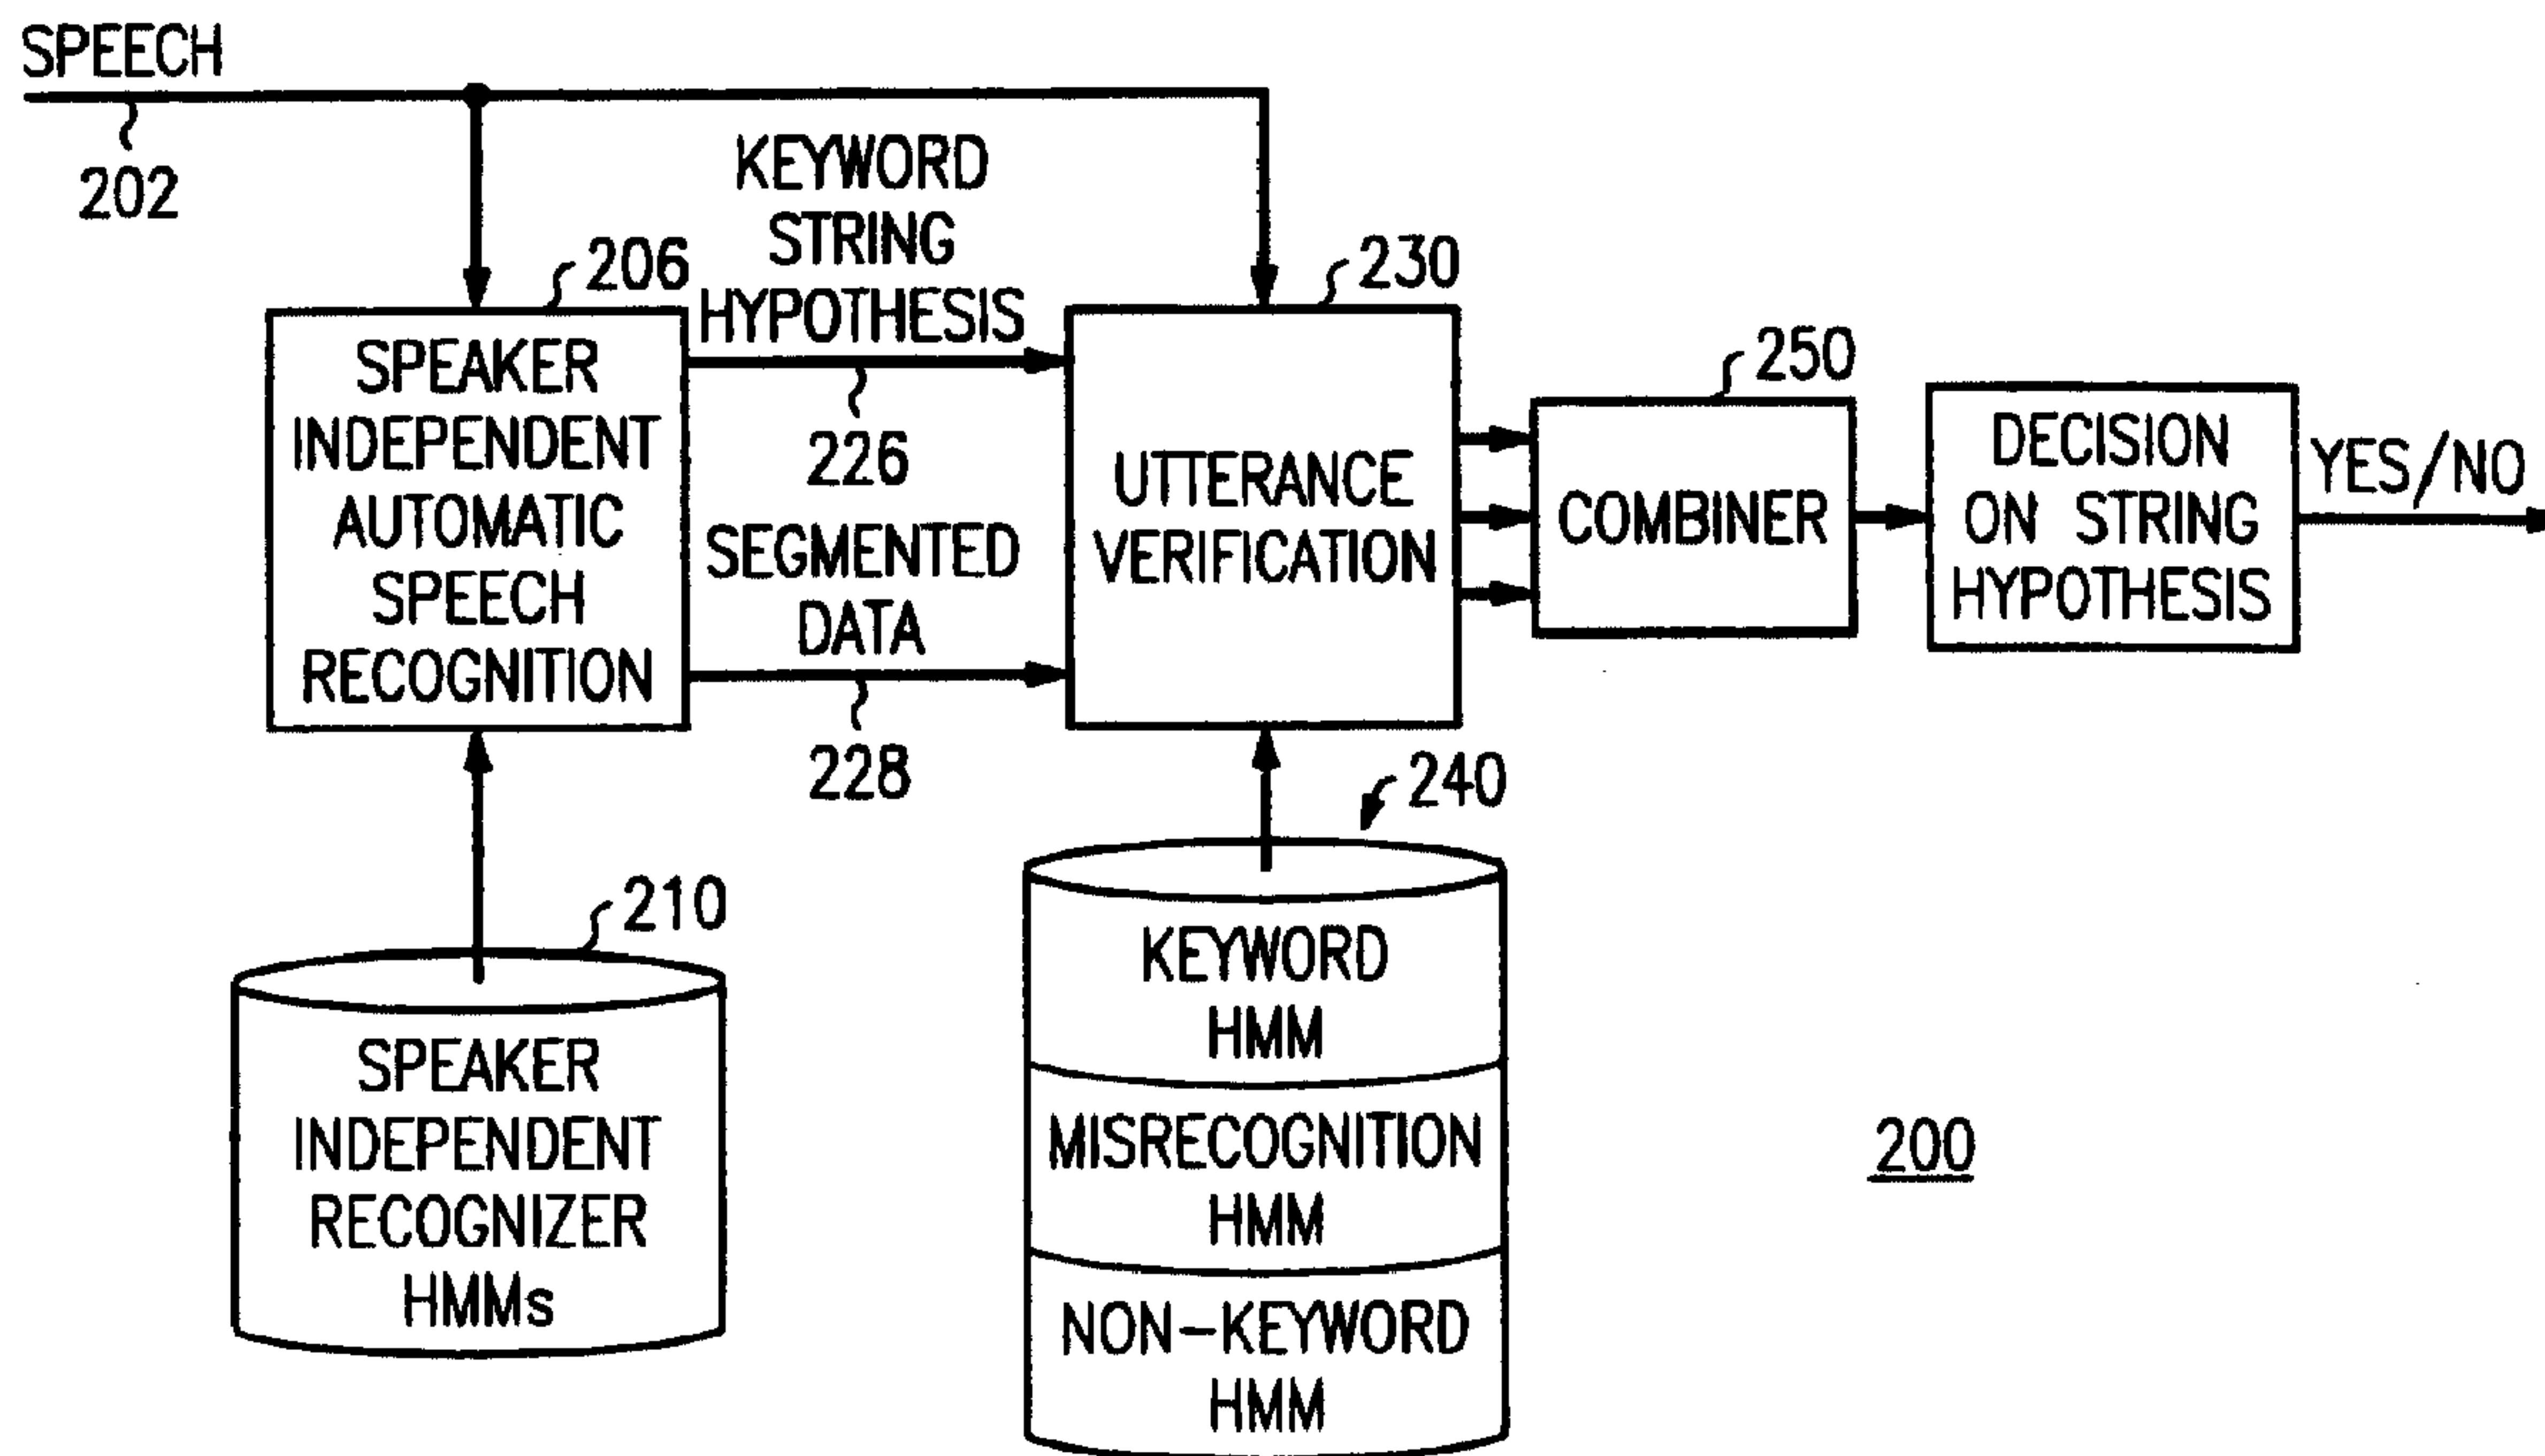 SPEECH
202
206
SPEAKER
INDEPENDENT
AUTOMATIC
SPEECH
RECOGNITION
KEYWORD
STRING
HYPOTHESIS
226
SEGMENTED
DATA
228
230
UTTERANCE
VERIFICATION
250
COMBINER
DECISION
ON STRING
HYPOTHESIS
YES/NO
210
SPEAKER
INDEPENDENT
RECOGNIZER
HMMs
240
KEYWORD
HMM
MISRECOGNITION
HMM
NON-KEYWORD
HMM
200